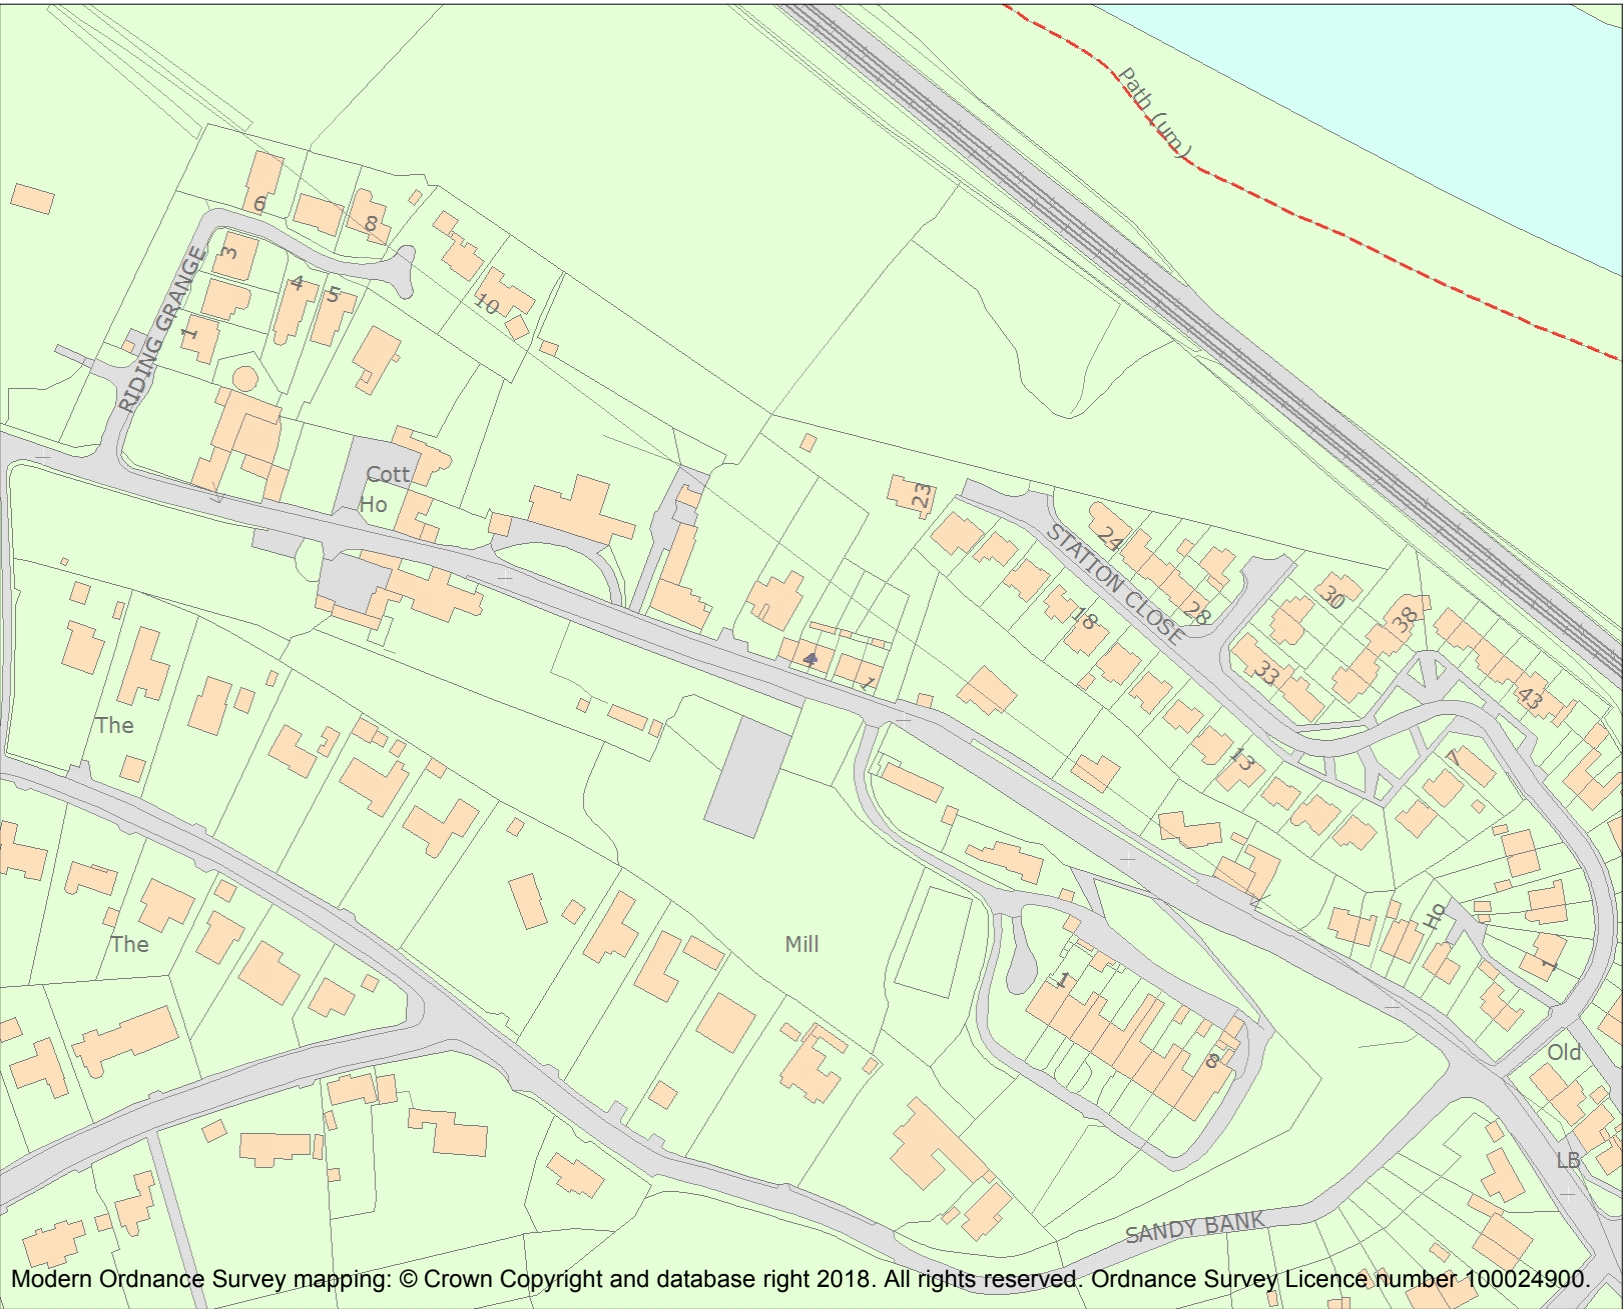 Path (um)
6
8
3
4
5
10
RIDING GRANGE
1
Cott
Ho
23
24
STATION CLOSE
28
18
30
38
33
43
4
1
The
13
7
Ho
The
Mill
1
1
8
Old
LB
SANDY BANK
Modern Ordnance Survey mapping: © Crown Copyright and database right 2018. All rights reserved. Ordnance Survey Licence number 100024900.